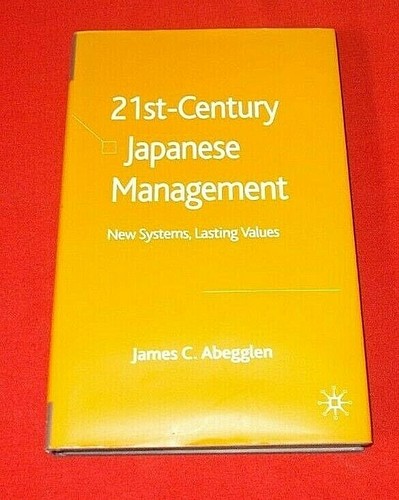 21st-Century
Japanese
Management
New Systems, Lasting Values
James C. Abegglen